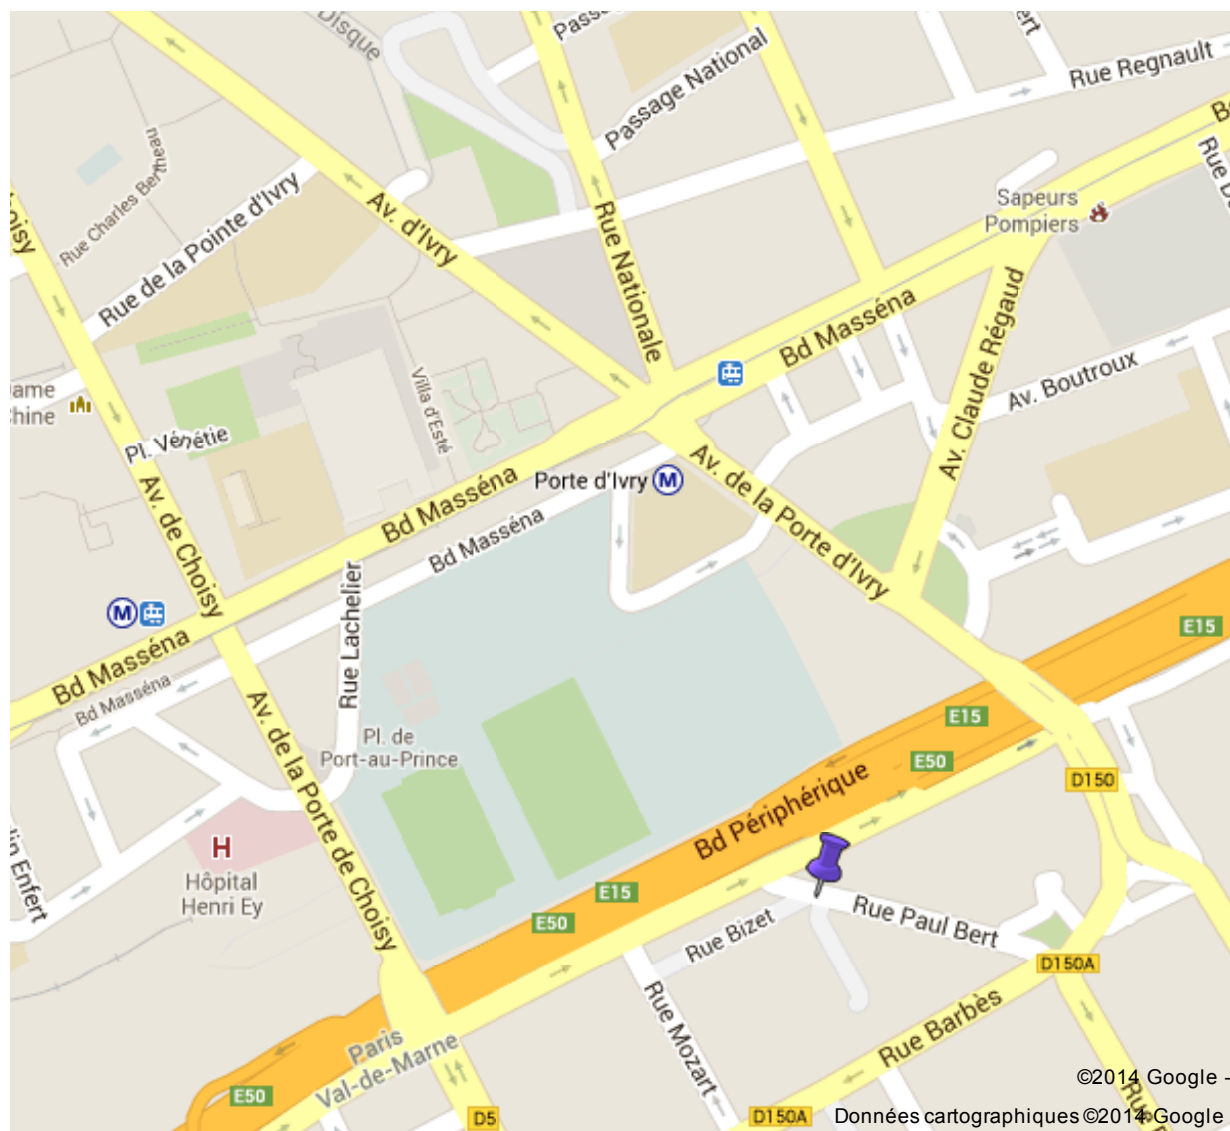 Disque
Passage National
Rue Regnault
Rue Charles Bertheau
Rue de la Pointe d'Ivry
Av. d'Ivry
Rue Nationale
Sapeurs
Pompiers
Bd Masséna
Av. Claude Régaud
Av. Boutroux
Villa d'Esté
Pl. Vénétie
Porte d'Ivry
M
Av. de la Porte d'Ivry
Av. de Choisy
Bd Masséna
Bd Masséna
Rue Lachelier
M
Bd Masséna
Bd Masséna
E15
E15
E50
Pl. de
Port-au-Prince
Av. de la Porte de Choisy
D150
Bd Périphérique
H
Hôpital
Henri Ey
E15
E50
Rue Paul Bert
Rue Bizet
D150A
Rue Mozart
Rue Barbès
Paris
Val-de-Marne
E50
D5
D150A
©2014 Google -
Données cartographiques ©2014 Google